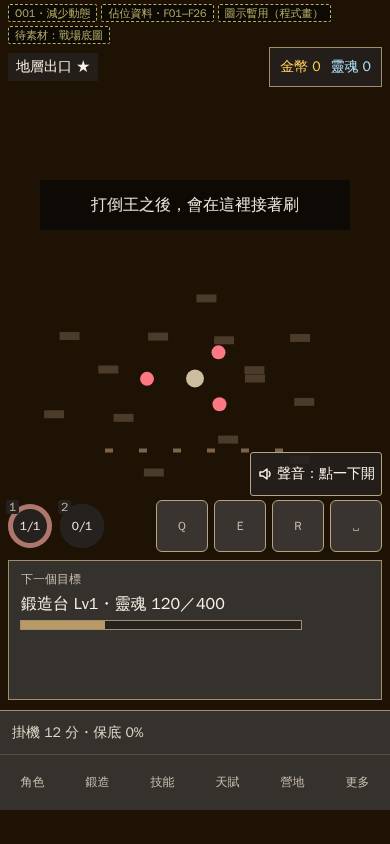 001・減少動態 佔位資料・F01–F26 圖示暫用（程式畫）
待素材：戰場底圖
地層出口 ★ 金幣 0 靈魂 0
打倒王之後，會在這裡接著刷
聲音：點一下開
1 2
1/1 0/1 Q E R ⎵
下一個目標
鍛造台 Lv1・靈魂 120／400
掛機 12 分・保底 0%
角色 鍛造 技能 天賦 營地 更多